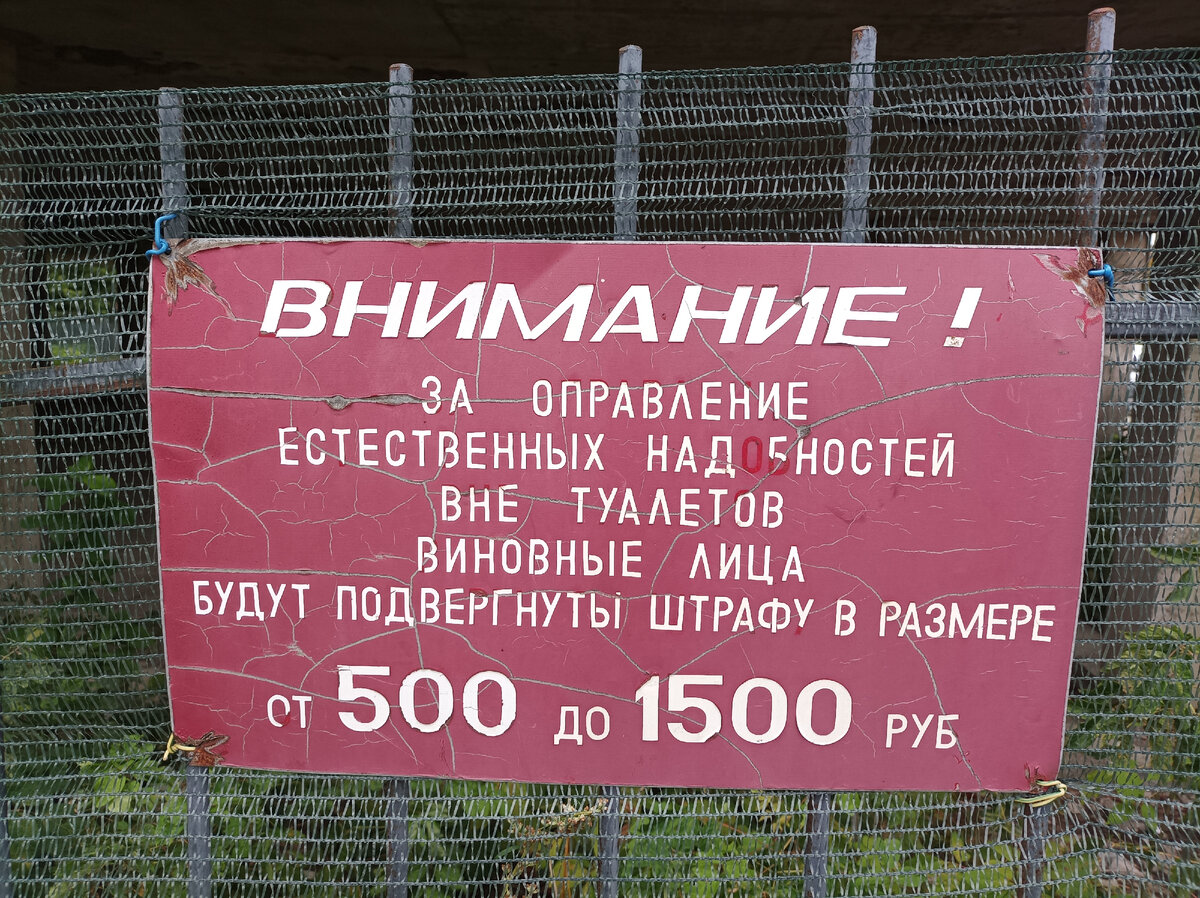 ВНИМАНИЕ !
ЗА ОПРАВЛЕНИЕ
ЕСТЕСТВЕННЫХ НАДОБНОСТЕЙ
ВНЕ ТУАЛЕТОВ
ВИНОВНЫЕ ЛИЦА
БУДУТ ПОДВЕРГНУТЫ ШТРАФУ В РАЗМЕРЕ
ОТ 500 ДО 1500 РУБ